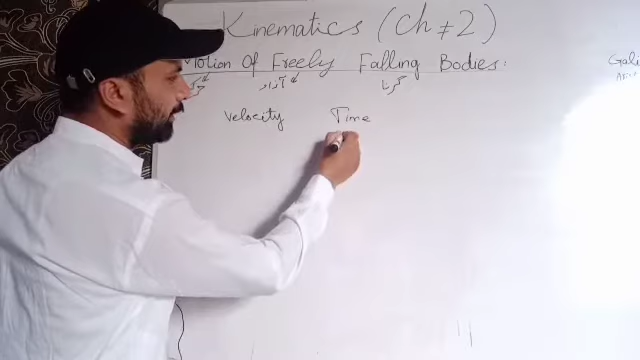 Kinematics (Ch # 2)
Motion Of Freely Falling Bodies:
آزاد گرنا
Velocity Time